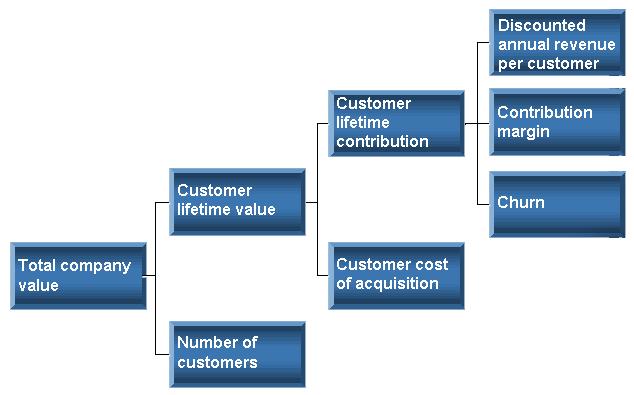 Discounted
annual revenue
per customer
Customer
lifetime
contribution
Contribution
margin
Customer
lifetime value
Churn
Total company
value
Customer cost
of acquisition
Number of
customers